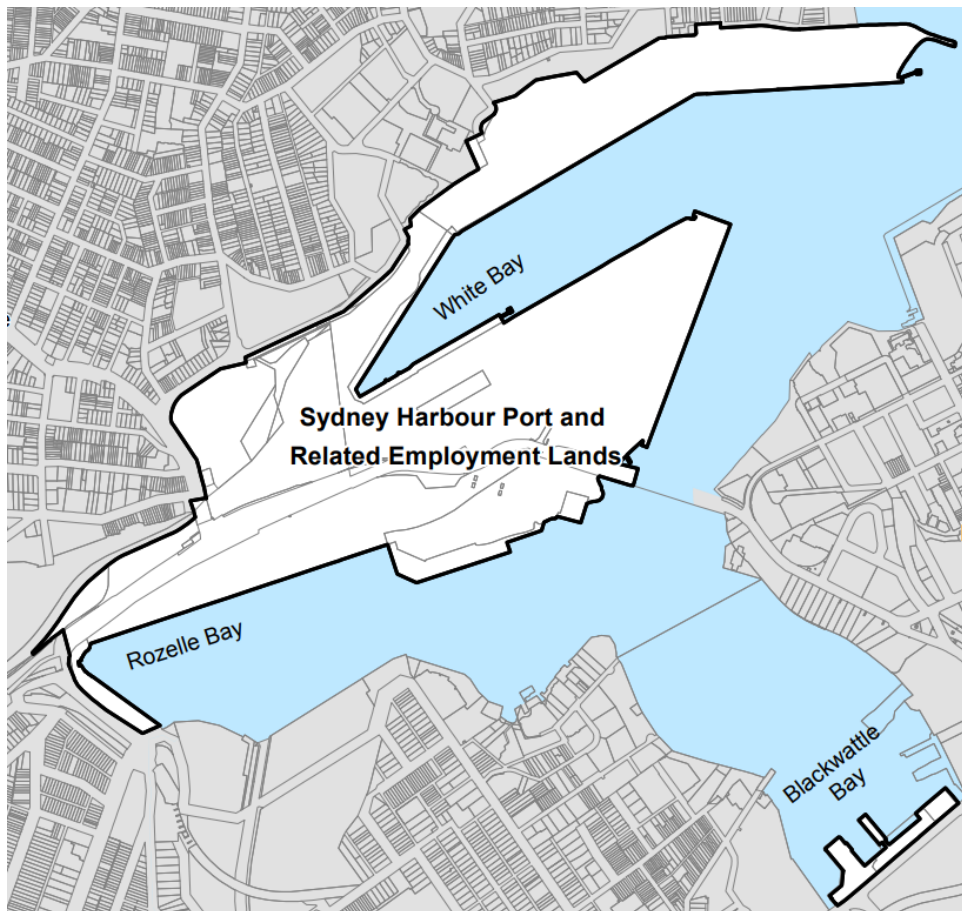 White Bay
Sydney Harbour Port and
Related Employment Lands
Rozelle Bay
Blackwattle
Bay